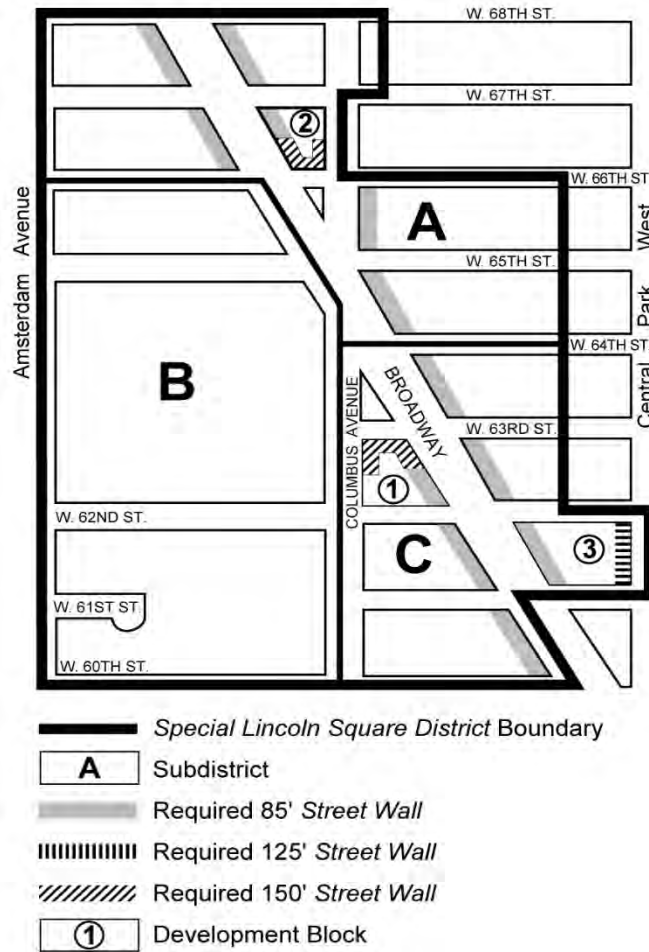 W. 68TH ST.
W. 67TH ST.
2
W. 66TH ST.
A
W. 65TH ST.
W. 64TH ST.
Amsterdam Avenue
Central Park West
B
BROADWAY
COLUMBUS AVENUE
W. 63RD ST.
1
W. 62ND ST.
C
3
W. 61ST ST.
W. 60TH ST.
Special Lincoln Square District Boundary
A Subdistrict
Required 85' Street Wall
Required 125' Street Wall
Required 150' Street Wall
1 Development Block